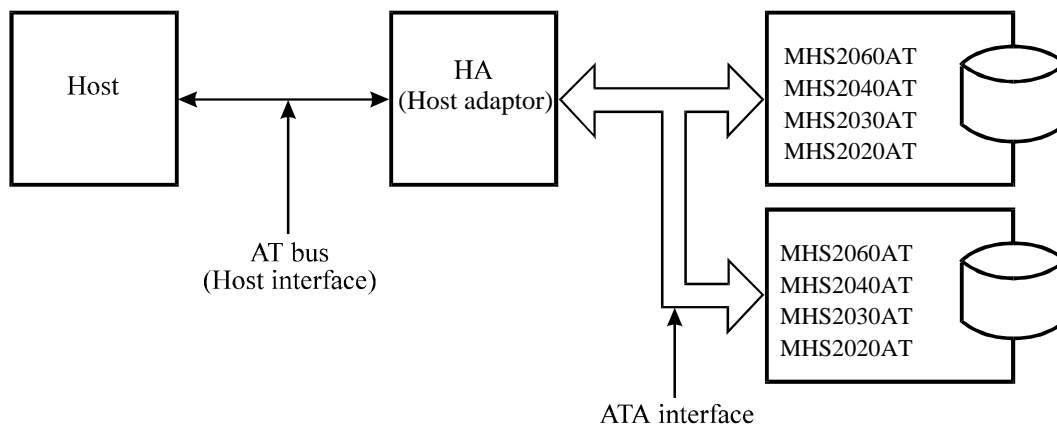 Host
HA
(Host adaptor)
AT bus
(Host interface)
MHS2060AT
MHS2040AT
MHS2030AT
MHS2020AT
MHS2060AT
MHS2040AT
MHS2030AT
MHS2020AT
ATA interface